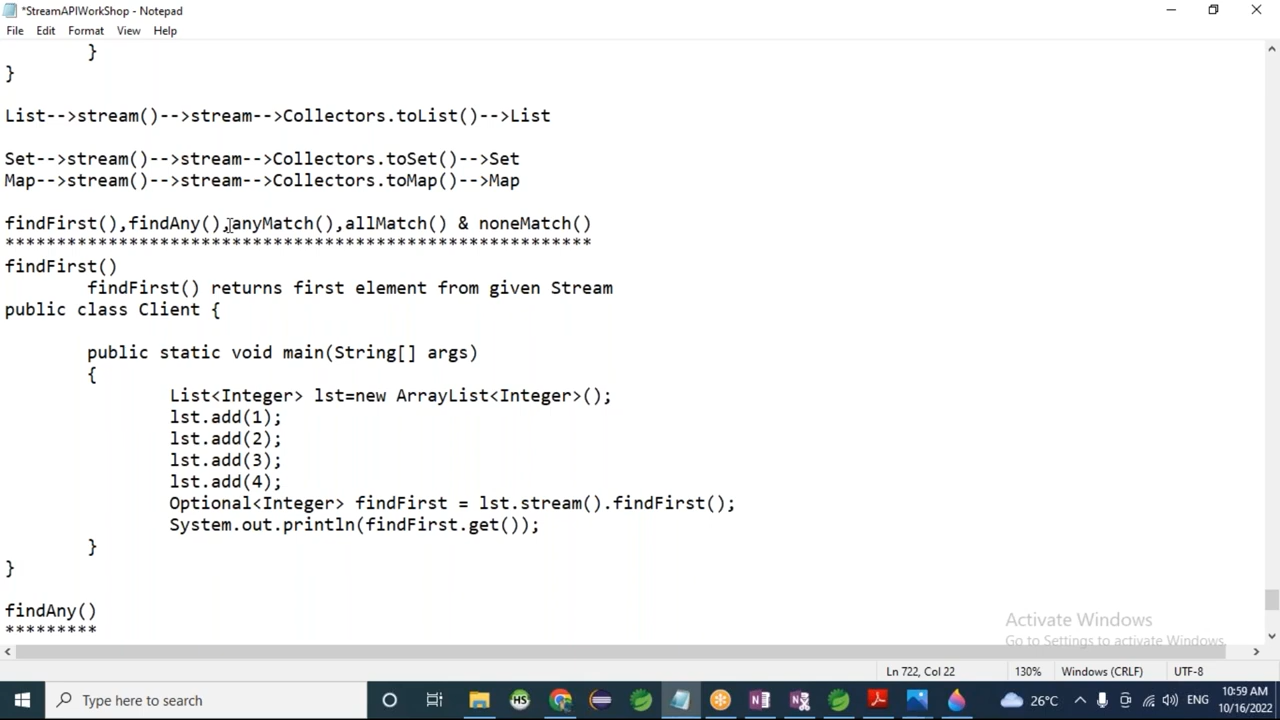 *StreamAPIWorkShop - Notepad
File Edit Format View Help
}
}
List-->stream()-->stream-->Collectors.toList()-->List
Set-->stream()-->stream-->Collectors.toSet()-->Set
Map-->stream()-->stream-->Collectors.toMap()-->Map
findFirst(),findAny(),anyMatch(),allMatch() & noneMatch()
*********************************************************
findFirst()
findFirst() returns first element from given Stream
public class Client {
public static void main(String[] args)
{
List<Integer> lst=new ArrayList<Integer>();
lst.add(1);
lst.add(2);
lst.add(3);
lst.add(4);
Optional<Integer> findFirst = lst.stream().findFirst();
System.out.println(findFirst.get());
}
}
findAny()
*********
Activate Windows
Go to Settings to activate Windows.
Ln 722, Col 22 130% Windows (CRLF) UTF-8
Type here to search HS 26°C ENG 10:59 AM
10/16/2022